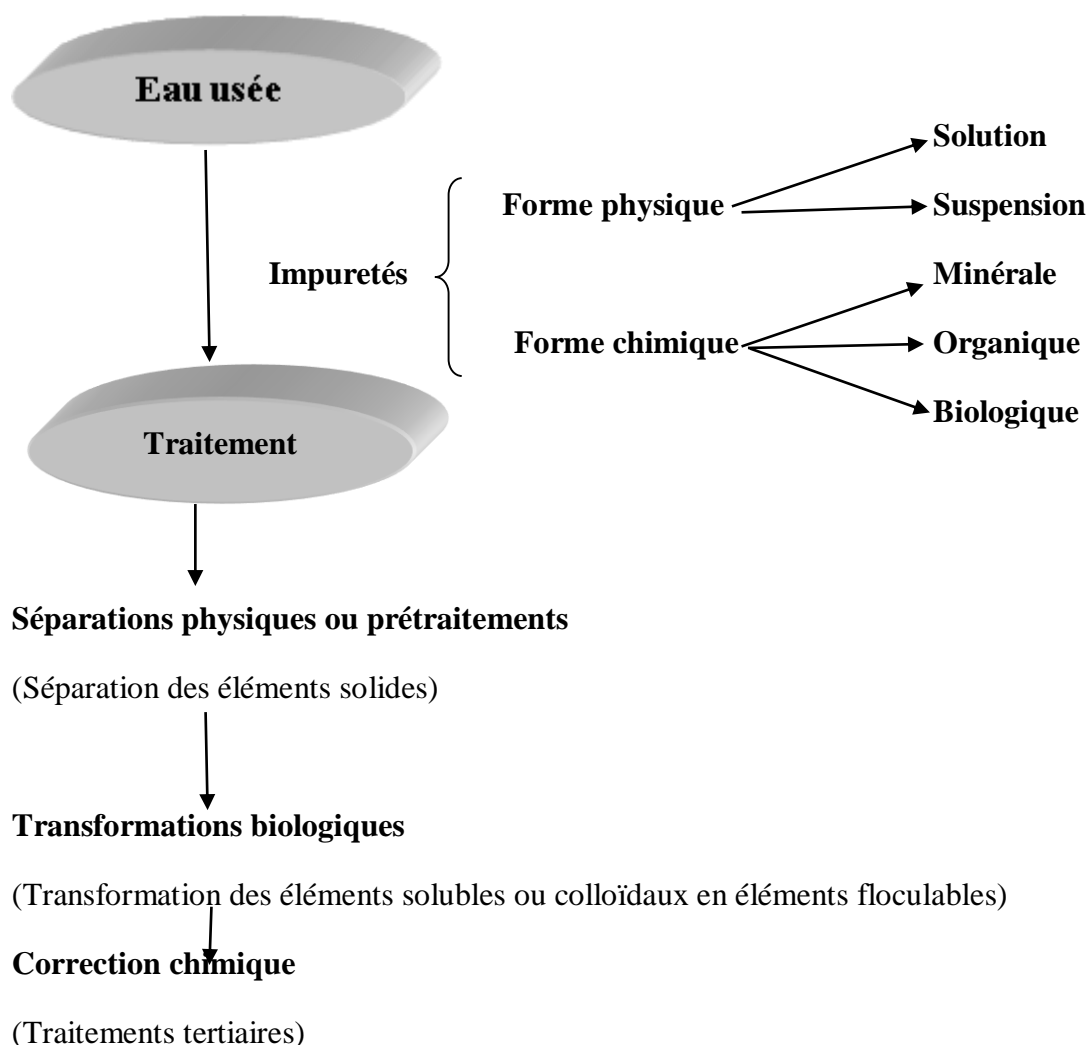 Eau usée
Solution
Forme physique
Suspension
Impuretés
Minérale
Forme chimique
Organique
Biologique
Traitement
Séparations physiques ou prétraitements
(Séparation des éléments solides)
Transformations biologiques
(Transformation des éléments solubles ou colloïdaux en éléments floculables)
Correction chimique
(Traitements tertiaires)